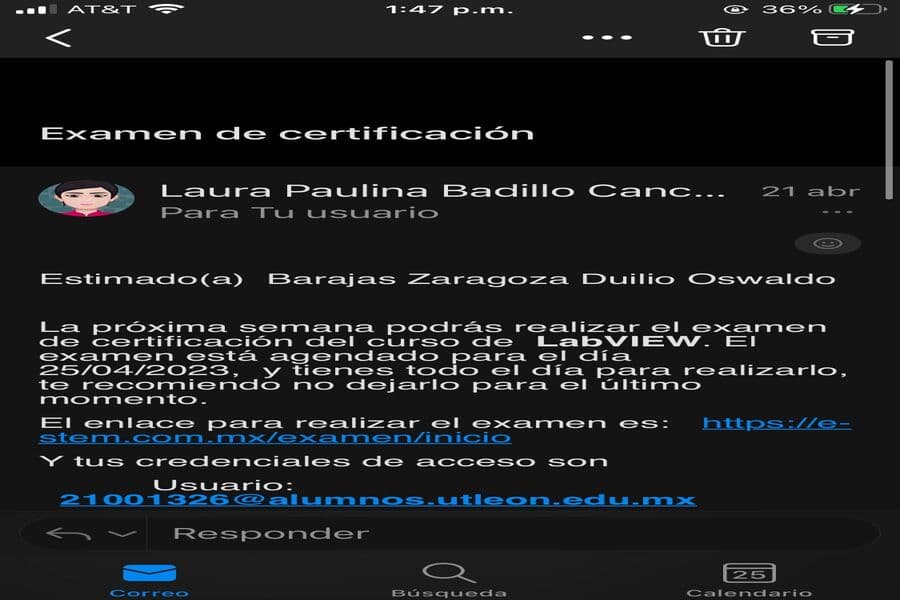 AT&T 1:47 p.m. 36%
Examen de certificación
Laura Paulina Badillo Canc... 21 abr
Para Tu usuario
Estimado(a) Barajas Zaragoza Duilio Oswaldo
La próxima semana podrás realizar el examen
de certificación del curso de LabVIEW. El
examen está agendado para el día
25/04/2023, y tienes todo el día para realizarlo,
te recomiendo no dejarlo para el último
momento.
El enlace para realizar el examen es: https://e-
stem.com.mx/examen/inicio
Y tus credenciales de acceso son
Usuario:
21001326@alumnos.utleon.edu.mx
Responder
25
Correo Búsqueda Calendario